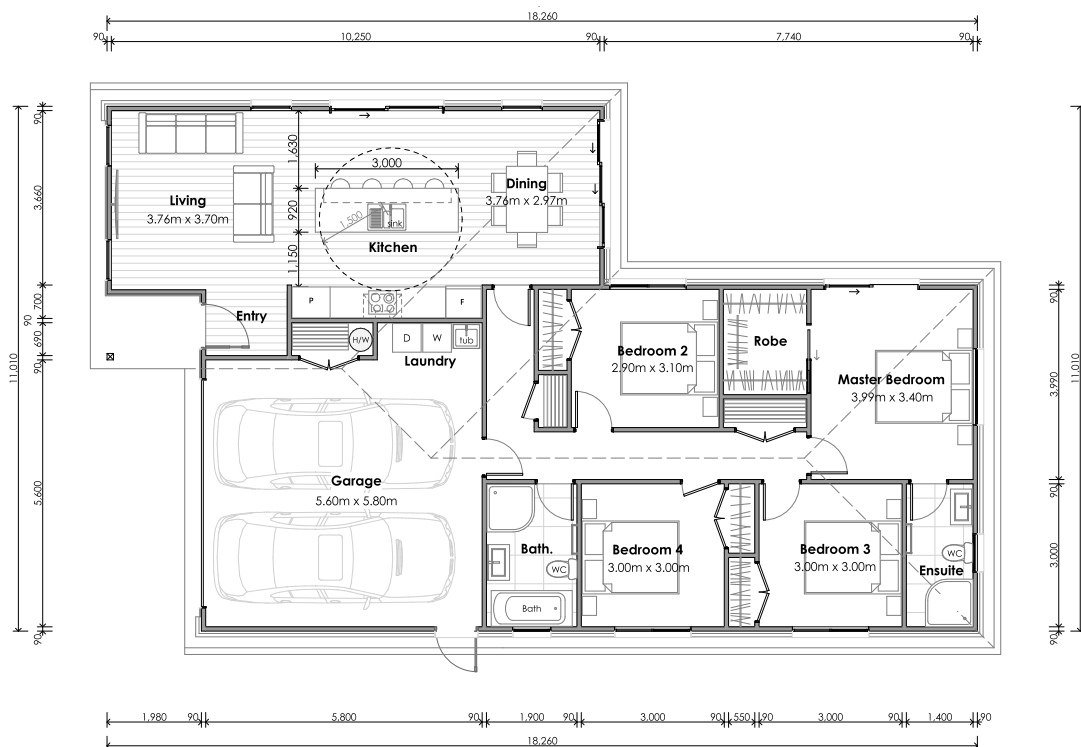 18,260
90
10,250
90
7,740
90
90
3,660
90
700
690
90
11,010
5,600
90
1,630
3,000
920
1,500
1,150
sink
Living
3.76m x 3.70m
Kitchen
Dining
3.76m x 2.97m
P
F
Entry
H/W
D
W
tub
Laundry
Bedroom 2
2.90m x 3.10m
Robe
Master Bedroom
3.99m x 3.40m
Garage
5.60m x 5.80m
Bath.
WC
Bath
Bedroom 4
3.00m x 3.00m
Bedroom 3
3.00m x 3.00m
WC
Ensuite
90
3,990
90
11,010
3,000
90
1,980
90
5,800
90
1,900
90
3,000
90
550
90
3,000
90
1,400
90
18,260